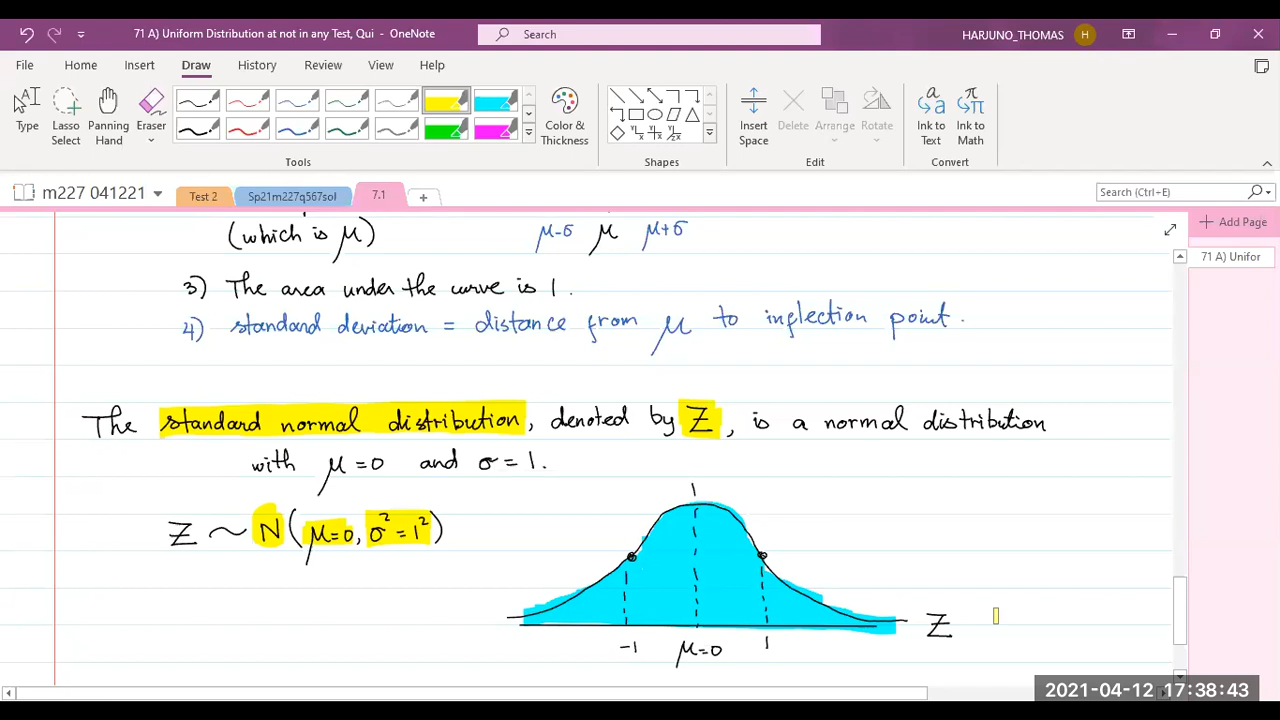 71 A) Uniform Distribution at not in any Test, Qui - OneNote
Search
HARJUNO_THOMAS
H
File Home Insert Draw History Review View Help
Type
Lasso Select
Panning Hand
Eraser
Color & Thickness
Insert Space
Delete
Arrange
Rotate
Ink to Text
Ink to Math
Tools
Shapes
Edit
Convert
m227 041221
Test 2
Sp21m227q567sol
7.1
Search (Ctrl+E)
Add Page
71 A) Unifor
(which is μ)
μ-σ μ μ+σ
3) The area under the curve is 1.
4) standard deviation = distance from μ to inflection point.
The standard normal distribution, denoted by Z, is a normal distribution
with μ=0 and σ=1.
Z ~ N(μ=0, σ²=1²)
Z
-1 μ=0 1
2021-04-12 17:38:43